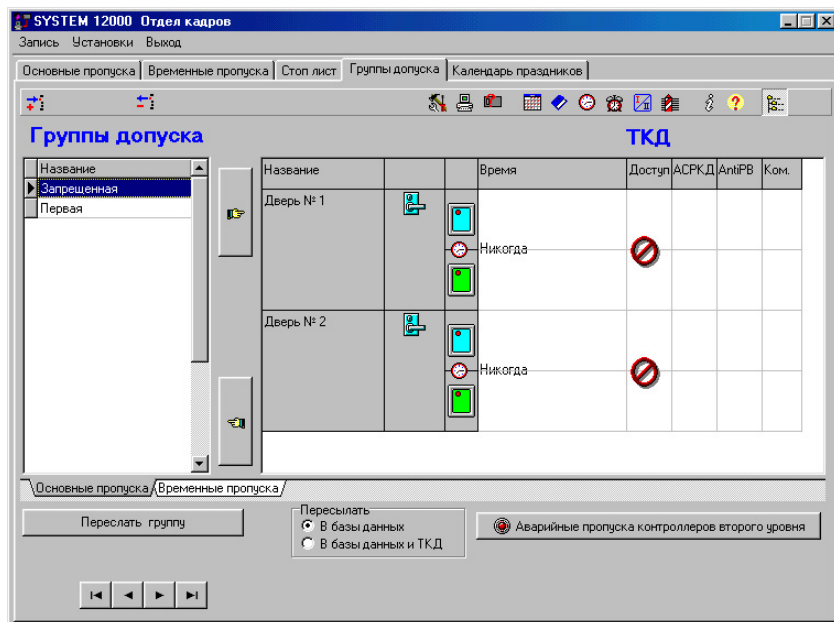 SYSTEM 12000 Отдел кадров
Запись Установки Выход
Основные пропуска Временные пропуска Стоп лист Группы допуска Календарь праздников
Группы допуска ТКД
Название Название Время Доступ АСРКД AntiPB Ком.
Запрещенная
Первая
Дверь № 1
Никогда
Дверь № 2
Никогда
Основные пропуска Временные пропуска
Переслать группу
Пересылать
В базы данных
В базы данных и ТКД
Аварийные пропуска контроллеров второго уровня